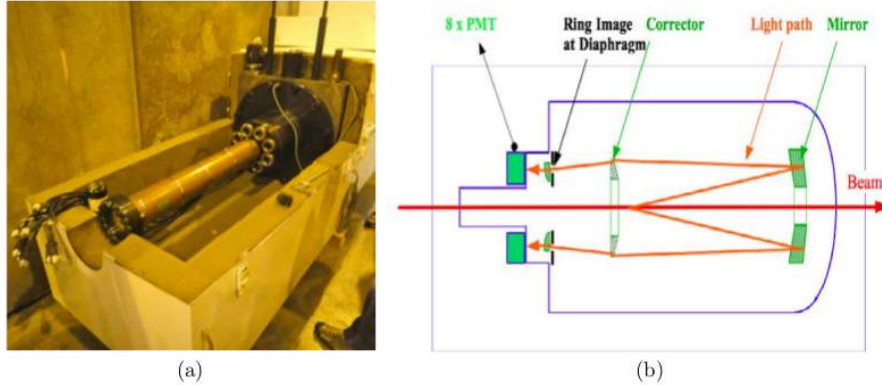 8 x PMT
Ring Image
at Diaphragm
Corrector
Light path
Mirror
Beam
(a)
(b)